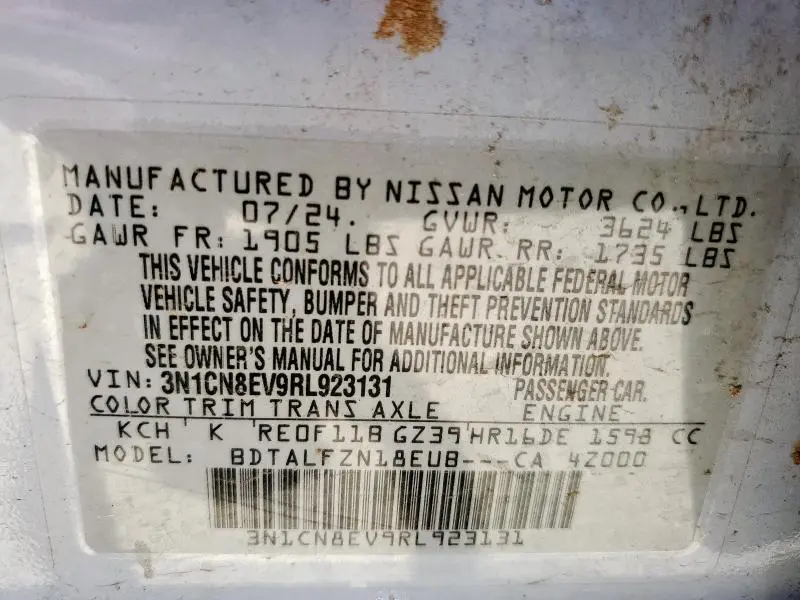 MANUFACTURED BY NISSAN MOTOR CO., LTD.
DATE: 07/24. GVWR: 3624 LBS
GAWR FR: 1905 LBS GAWR RR: 1735 LBS
THIS VEHICLE CONFORMS TO ALL APPLICABLE FEDERAL MOTOR
VEHICLE SAFETY, BUMPER AND THEFT PREVENTION STANDARDS
IN EFFECT ON THE DATE OF MANUFACTURE SHOWN ABOVE.
SEE OWNER'S MANUAL FOR ADDITIONAL INFORMATION.
VIN: 3N1CN8EV9RL923131 PASSENGER CAR.
COLOR TRIM TRANS AXLE ENGINE
KCH K RE0F11B GZ39 HR16DE 1598 CC
MODEL: BDTALFZN18EUB---CA 4Z000
3N1CN8EV9RL923131